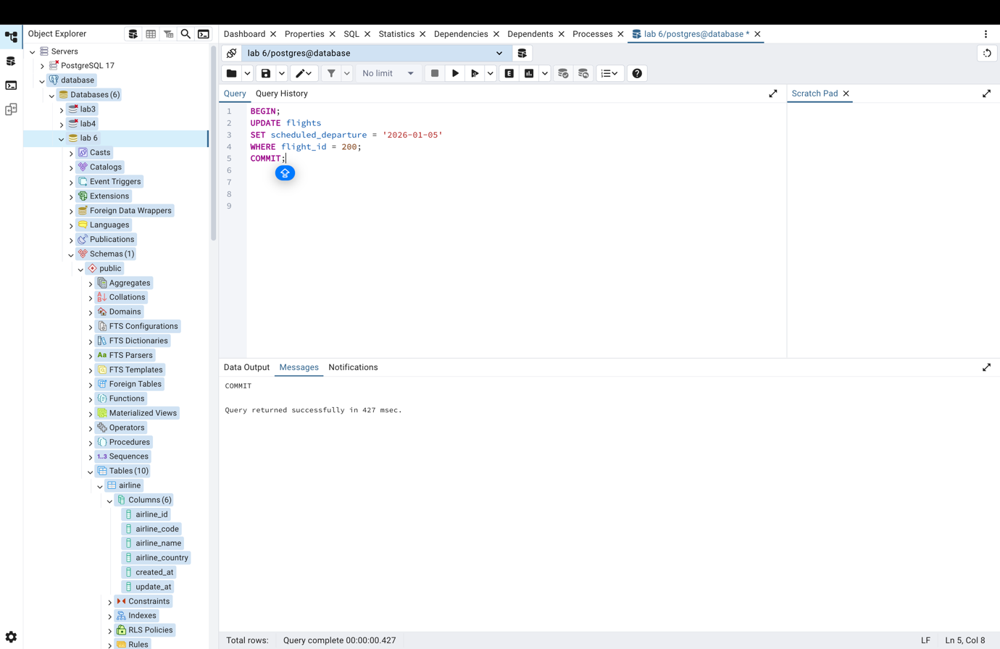 Object Explorer
Servers
PostgreSQL 17
database
Databases (6)
lab3
lab4
lab 6
Casts
Catalogs
Event Triggers
Extensions
Foreign Data Wrappers
Languages
Publications
Schemas (1)
public
Aggregates
Collations
Domains
FTS Configurations
FTS Dictionaries
Aa FTS Parsers
FTS Templates
Foreign Tables
Functions
Materialized Views
Operators
Procedures
1..3 Sequences
Tables (10)
airline
Columns (6)
airline_id
airline_code
airline_name
airline_country
created_at
update_at
Constraints
Indexes
RLS Policies
Rules
Dashboard Properties SQL Statistics Dependencies Dependents Processes lab 6/postgres@database *
lab 6/postgres@database
No limit E
Query Query History
1 BEGIN;
2 UPDATE flights
3 SET scheduled_departure = '2026-01-05'
4 WHERE flight_id = 200;
5 COMMIT;
6
7
8
9
Scratch Pad
Data Output Messages Notifications
COMMIT
Query returned successfully in 427 msec.
Total rows: Query complete 00:00:00.427 LF Ln 5, Col 8